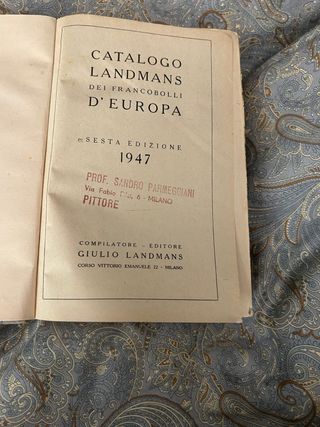 CATALOGO
LANDMANS
DEI FRANCOBOLLI
D'EUROPA
SESTA EDIZIONE
1947
PROF. SANDRO PARMEGGIANI
Via Fabio 6 - MILANO
PITTORE
COMPILATORE - EDITORE
GIULIO LANDMANS
CORSO VITTORIO EMANUELE 22 - MILANO